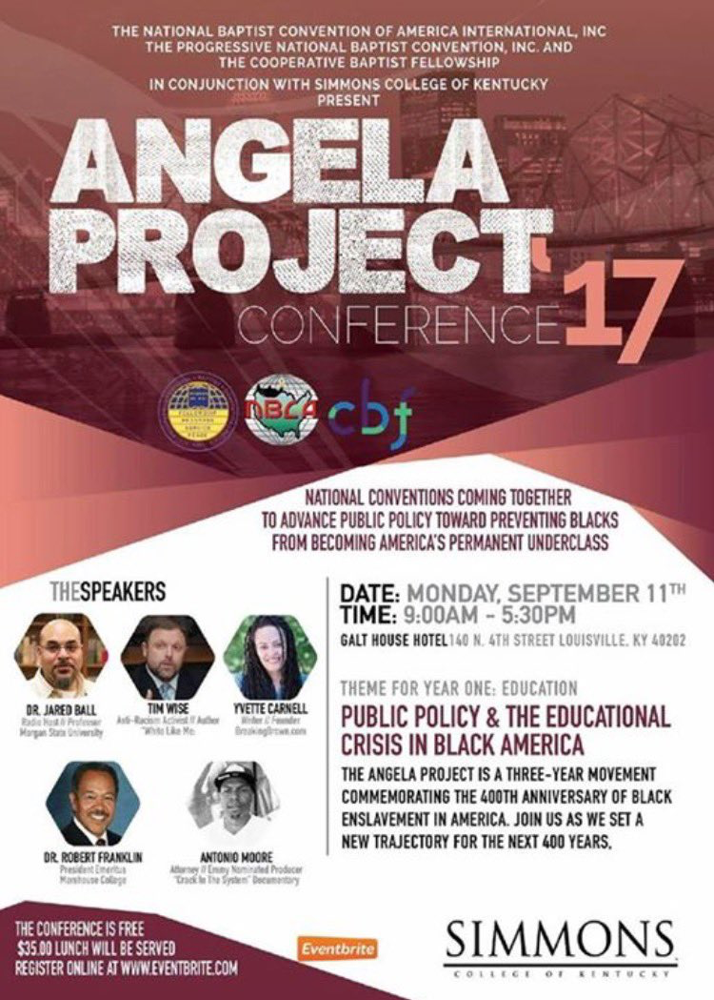 THE NATIONAL BAPTIST CONVENTION OF AMERICA INTERNATIONAL, INC
THE PROGRESSIVE NATIONAL BAPTIST CONVENTION, INC. AND
THE COOPERATIVE BAPTIST FELLOWSHIP
IN CONJUNCTION WITH SIMMONS COLLEGE OF KENTUCKY
PRESENT
ANGELA
PROJECT
CONFERENCE '17
NBCA
cbf
NATIONAL CONVENTIONS COMING TOGETHER
TO ADVANCE PUBLIC POLICY TOWARD PREVENTING BLACKS
FROM BECOMING AMERICA'S PERMANENT UNDERCLASS
THE SPEAKERS
DR. JARED BALL
Radio Host // Professor
Morgan State University
TIM WISE
Anti-Racism Activist // Author
"White Like Me:
YVETTE CARNELL
Writer // Founder
BreakingBrown.com
DR. ROBERT FRANKLIN
President Emeritus
Morehouse College
ANTONIO MOORE
Attorney // Emmy Nominated Producer
"Crack In The System" Documentary
DATE: MONDAY, SEPTEMBER 11TH
TIME: 9:00AM - 5:30PM
GALT HOUSE HOTEL 140 N. 4TH STREET LOUISVILLE. KY 40202
THEME FOR YEAR ONE: EDUCATION
PUBLIC POLICY & THE EDUCATIONAL
CRISIS IN BLACK AMERICA
THE ANGELA PROJECT IS A THREE-YEAR MOVEMENT
COMMEMORATING THE 400TH ANNIVERSARY OF BLACK
ENSLAVEMENT IN AMERICA. JOIN US AS WE SET A
NEW TRAJECTORY FOR THE NEXT 400 YEARS.
THE CONFERENCE IS FREE
$35.00 LUNCH WILL BE SERVED
REGISTER ONLINE AT WWW.EVENTBRITE.COM
Eventbrite
SIMMONS
COLLEGE OF KENTUCKY